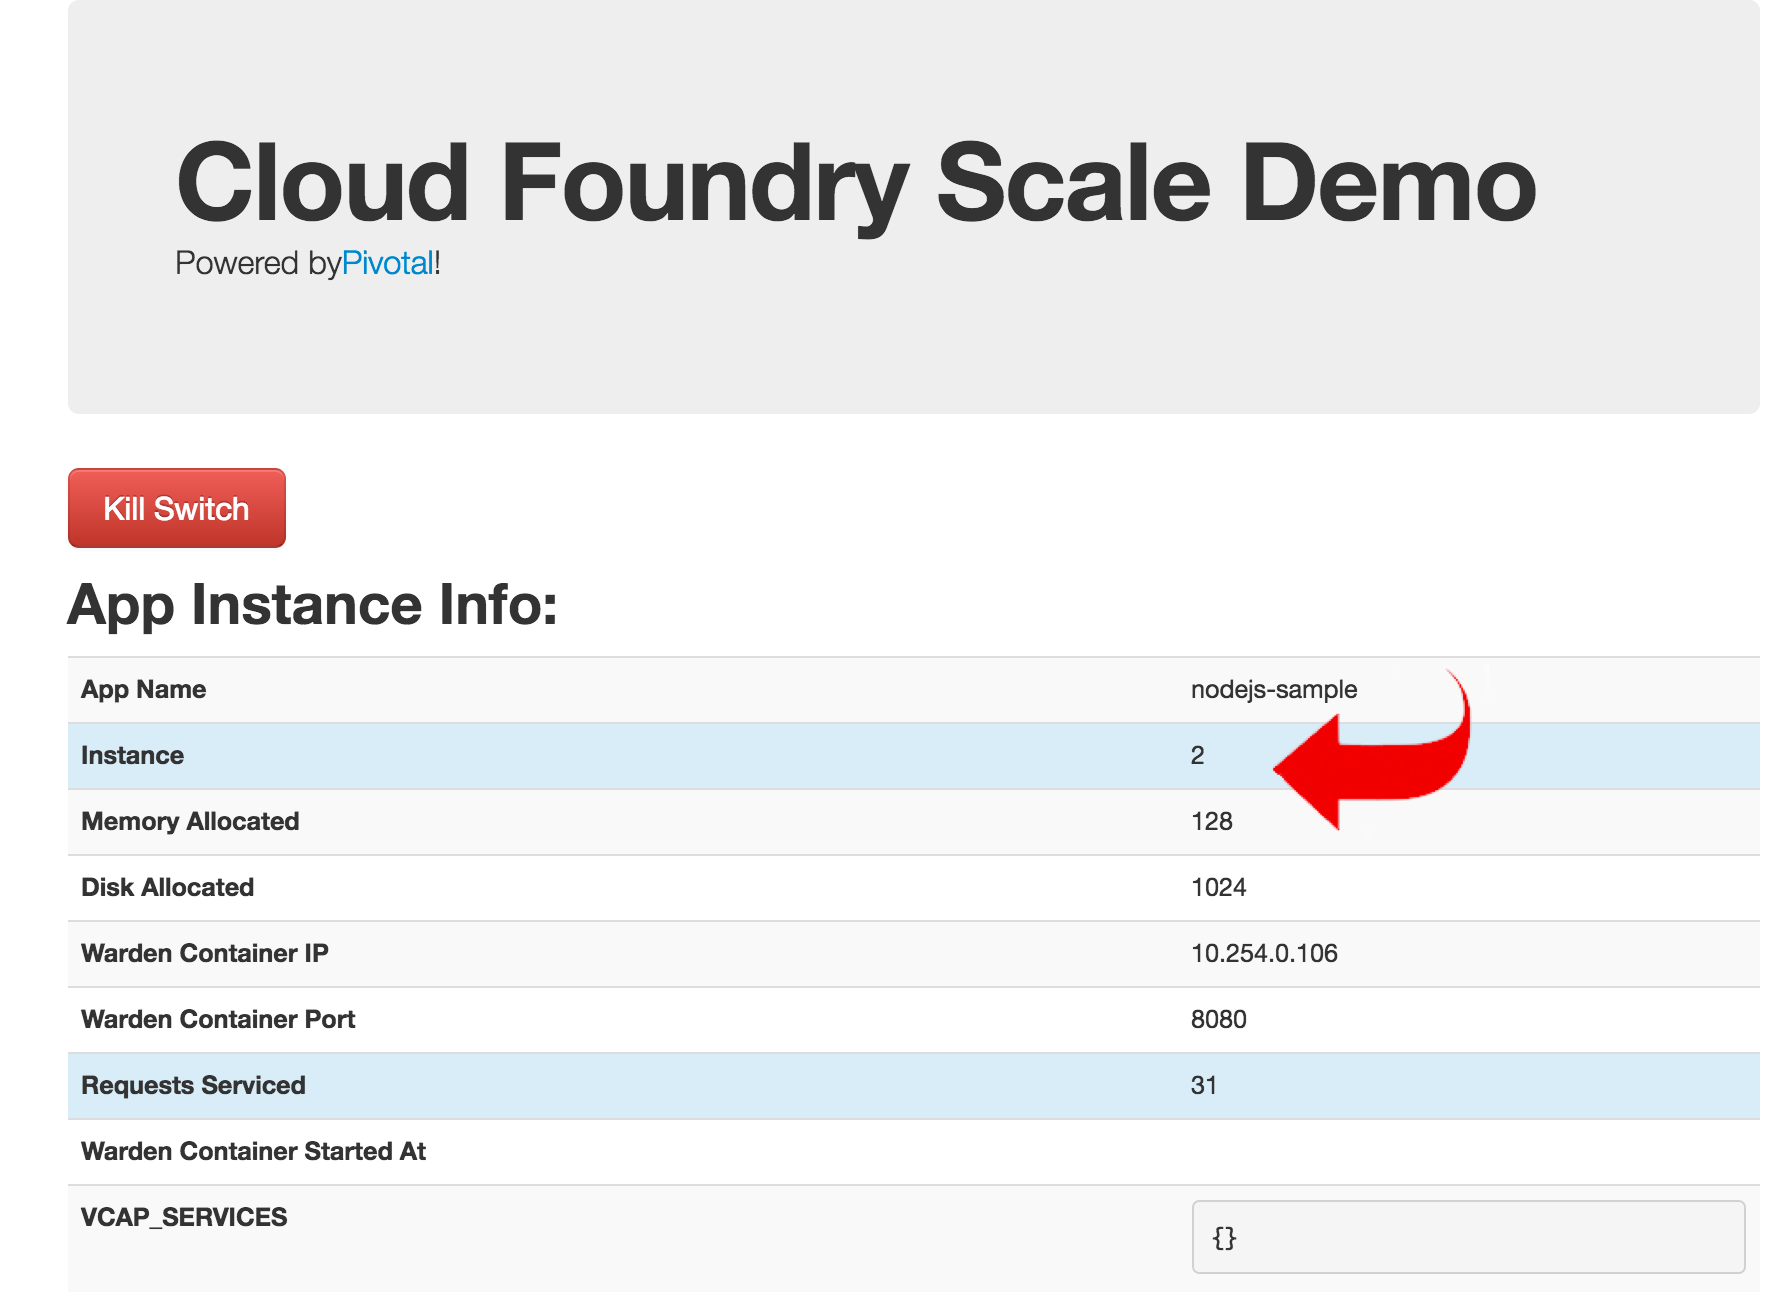 Cloud Foundry Scale Demo
Powered byPivotal!
Kill Switch
App Instance Info:
App Name nodejs-sample
Instance 2
Memory Allocated 128
Disk Allocated 1024
Warden Container IP 10.254.0.106
Warden Container Port 8080
Requests Serviced 31
Warden Container Started At
VCAP_SERVICES {}